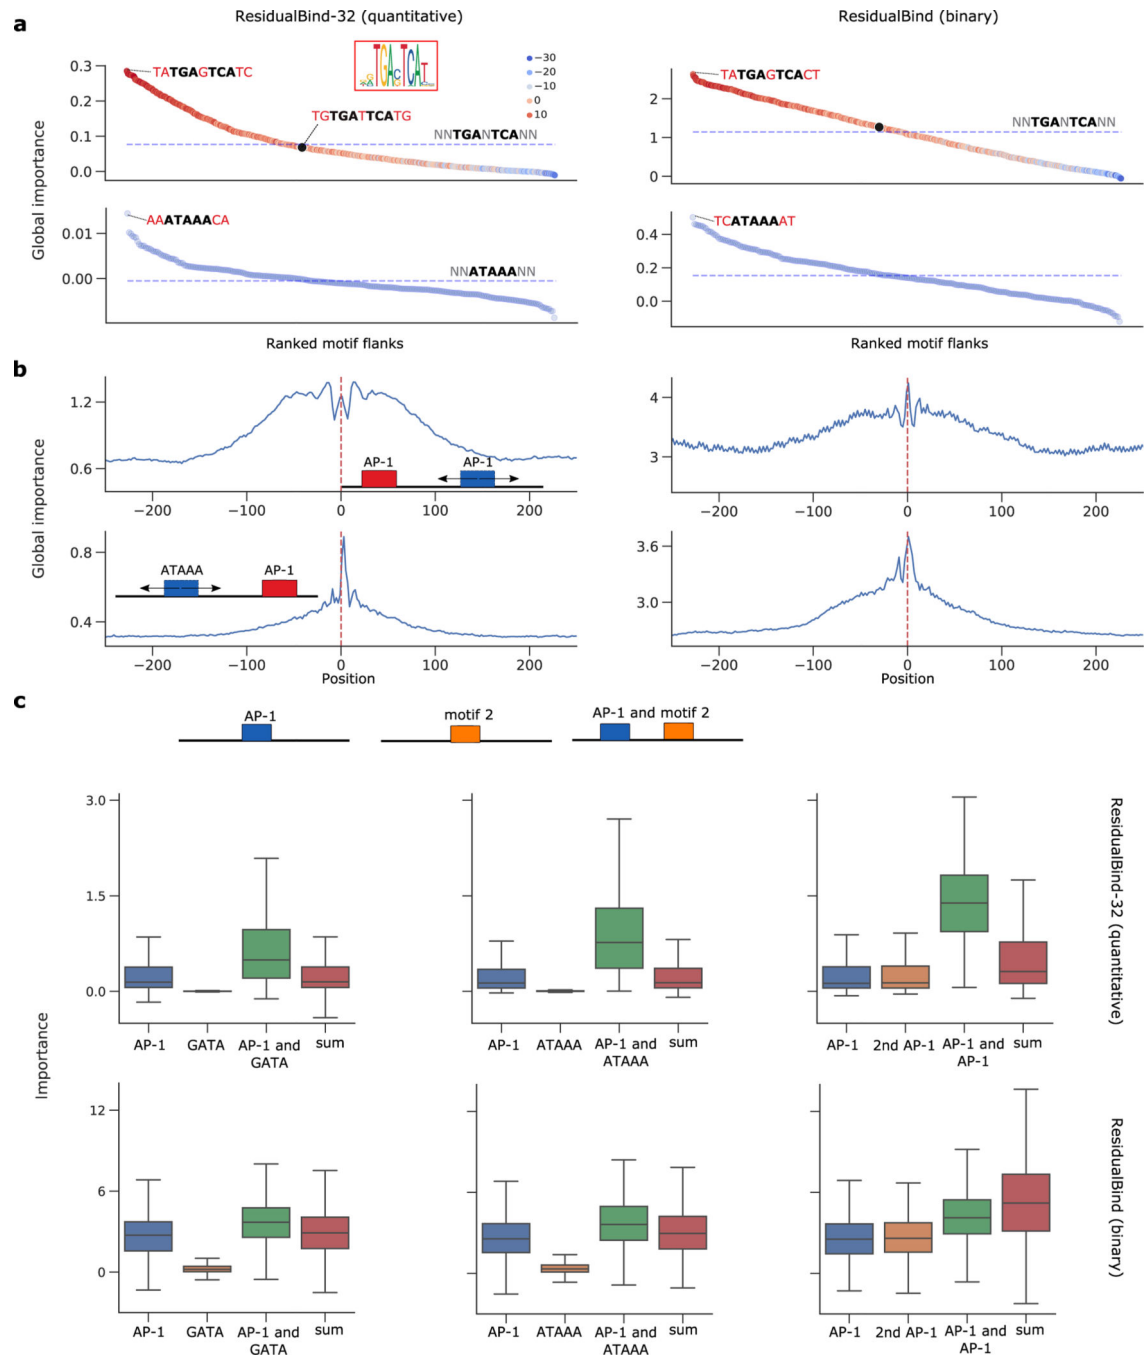 a
ResidualBind-32 (quantitative)
ResidualBind (binary)
Global importance
0.3
0.2
0.1
0.0
TATGAGTCATC
TGACTCAT
TGTGATTCATG
NNTGANTCANN
−30
−20
−10
0
10
2
1
0
TATGAGTCACT
NNTGANTCANN
0.01
0.00
AAATAAACA
NNATAAANN
0.4
0.2
0.0
TCATAAAAT
Ranked motif flanks
Ranked motif flanks
b
Global importance
1.2
0.6
AP-1
AP-1
−200
−100
0
100
200
4
3
−200
−100
0
100
200
0.8
0.4
ATAAA
AP-1
−200
−100
0
100
200
Position
3.6
3.0
−200
−100
0
100
200
Position
c
AP-1
motif 2
AP-1 and motif 2
Importance
3.0
1.5
0.0
AP-1
GATA
AP-1 and
GATA
sum
AP-1
ATAAA
AP-1 and
ATAAA
sum
AP-1
2nd AP-1
AP-1 and
AP-1
sum
ResidualBind-32
(quantitative)
12
6
0
AP-1
GATA
AP-1 and
GATA
sum
AP-1
ATAAA
AP-1 and
ATAAA
sum
AP-1
2nd AP-1
AP-1 and
AP-1
sum
ResidualBind (binary)